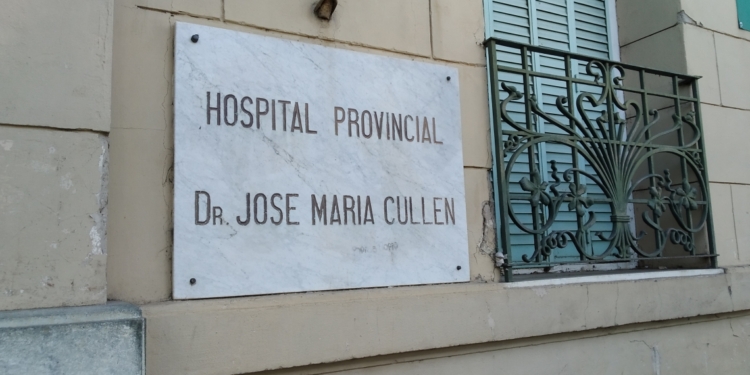 HOSPITAL PROVINCIAL
DR. JOSE MARIA CULLEN